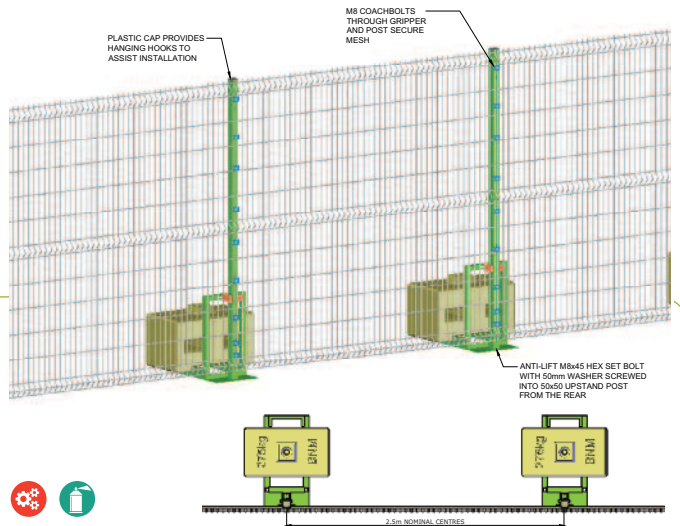 M8 COACHBOLTS
THROUGH GRIPPER
AND POST SECURE
MESH
PLASTIC CAP PROVIDES
HANGING HOOKS TO
ASSIST INSTALLATION
ANTI-LIFT M8x45 HEX SET BOLT
WITH 50mm WASHER SCREWED
INTO 50x50 UPSTAND POST
FROM THE REAR
275kg
BNM
275kg
BNM
2.5m NOMINAL CENTRES